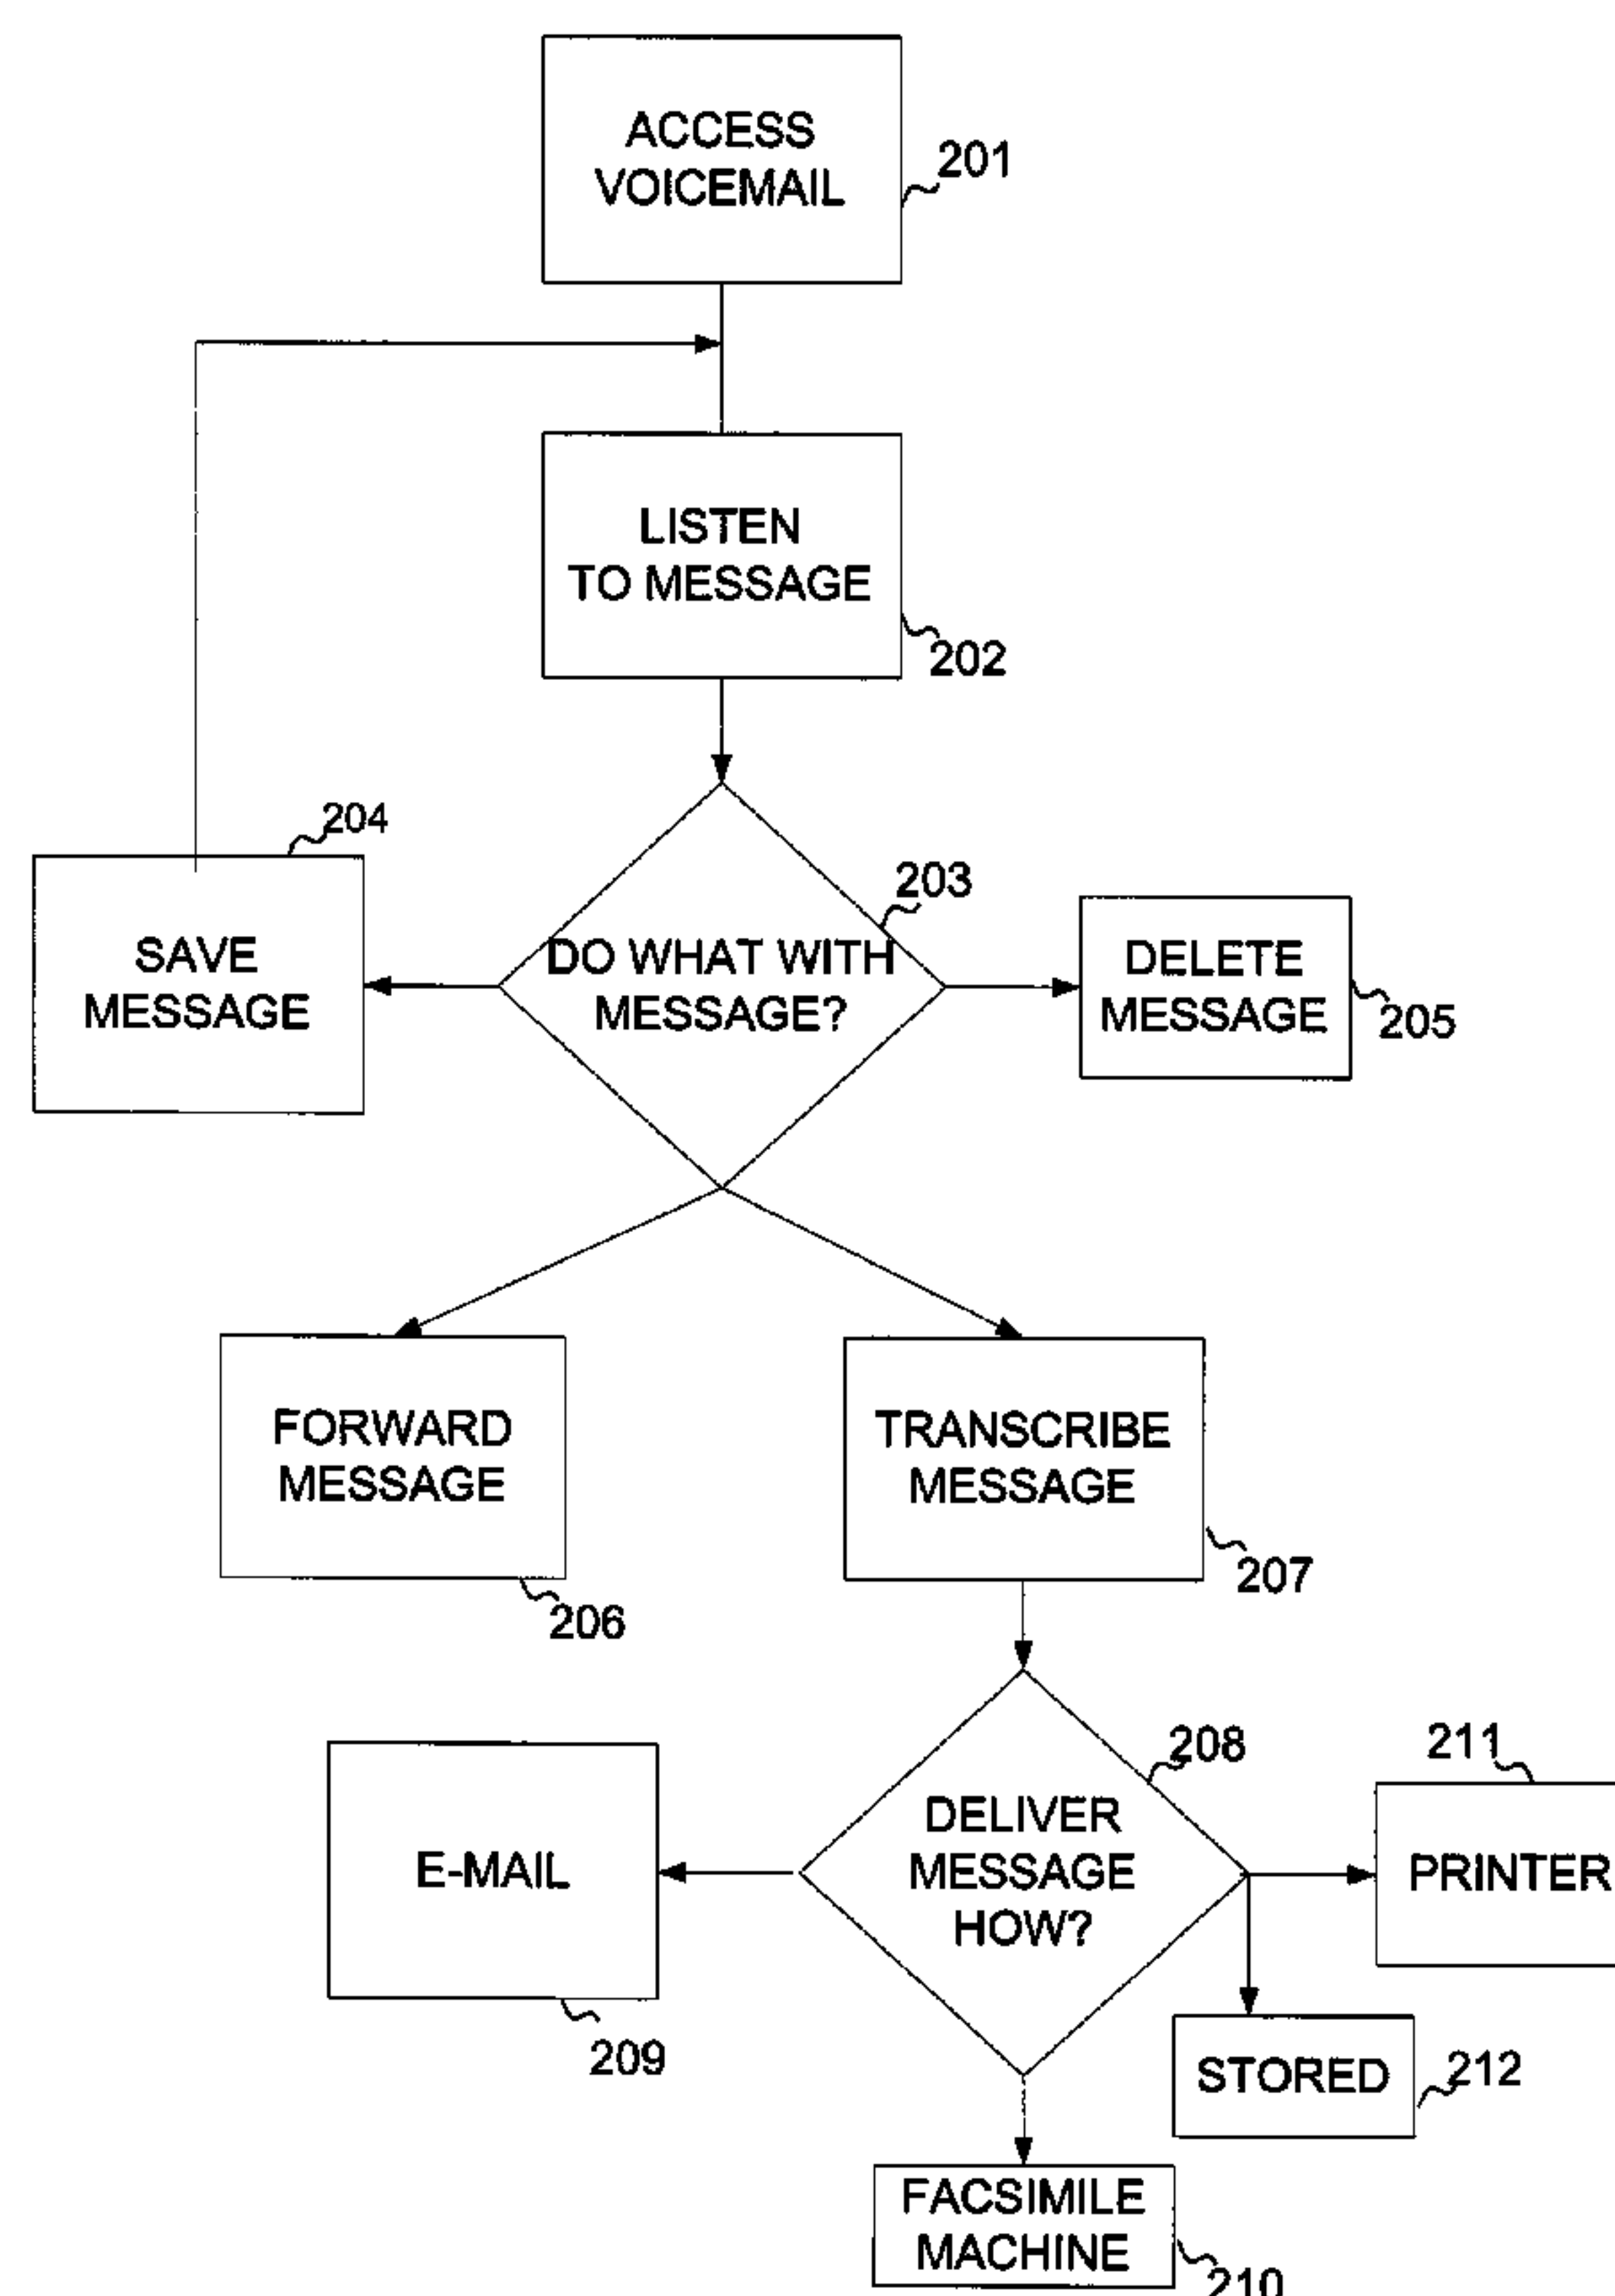 ACCESS
VOICEMAIL
201
LISTEN
TO MESSAGE
202
204
203
SAVE
MESSAGE
DO WHAT WITH
MESSAGE?
DELETE
MESSAGE
205
FORWARD
MESSAGE
206
TRANSCRIBE
MESSAGE
207
208
211
E-MAIL
209
DELIVER
MESSAGE
HOW?
PRINTER
STORED
212
FACSIMILE
MACHINE
210